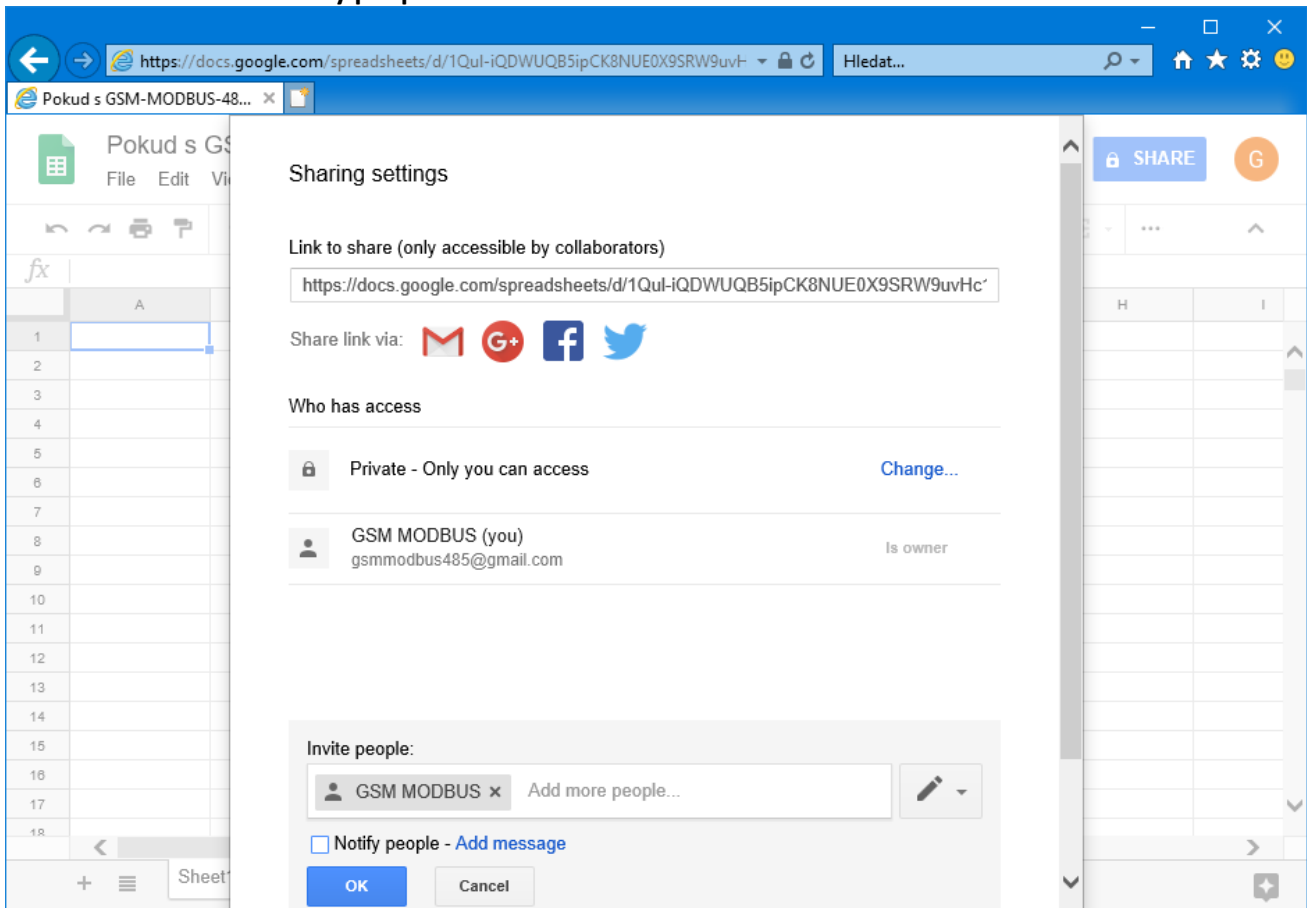 https://docs.google.com/spreadsheets/d/1QuI-iQDWUQB5ipCK8NUE0X9SRW9uvH
Hledat...
Pokud s GSM-MODBUS-48...
Pokud s GS
File Edit Vi
SHARE
G
fx
A
H
I
1
2
3
4
5
6
7
8
9
10
11
12
13
14
15
16
17
18
Sharing settings
Link to share (only accessible by collaborators)
https://docs.google.com/spreadsheets/d/1QuI-iQDWUQB5ipCK8NUE0X9SRW9uvHc
Share link via:
G+
f
Who has access
Private - Only you can access
Change...
GSM MODBUS (you)
gsmmodbus485@gmail.com
Is owner
Invite people:
GSM MODBUS × Add more people...
Notify people - Add message
OK
Cancel
Sheet